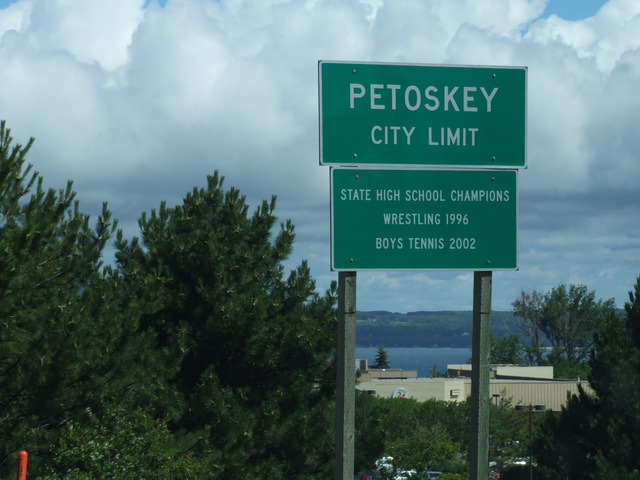 PETOSKEY
CITY LIMIT
STATE HIGH SCHOOL CHAMPIONS
WRESTLING 1996
BOYS TENNIS 2002